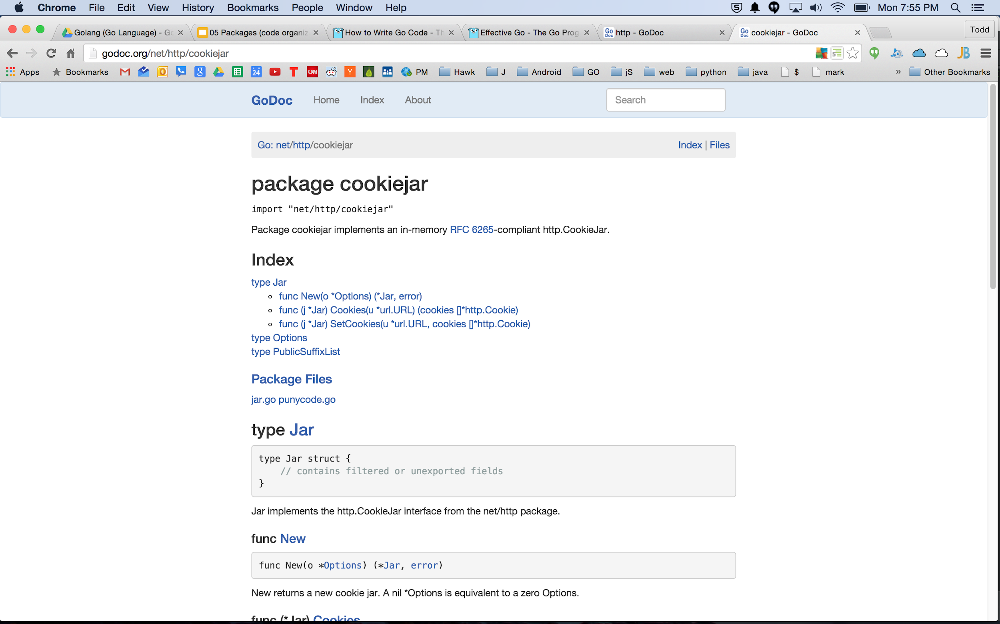 Chrome File Edit View History Bookmarks People Window Help Mon 7:55 PM
Golang (Go Language) - Go 05 Packages (code organiz How to Write Go Code - Th Effective Go - The Go Prog http - GoDoc cookiejar - GoDoc Todd
godoc.org/net/http/cookiejar
Apps Bookmarks 24 CNN PM Hawk J Android GO jS web python java $ mark » Other Bookmarks
GoDoc Home Index About Search
Go: net/http/cookiejar Index | Files
package cookiejar
import "net/http/cookiejar"
Package cookiejar implements an in-memory RFC 6265-compliant http.CookieJar.
Index
type Jar
func New(o *Options) (*Jar, error)
func (j *Jar) Cookies(u *url.URL) (cookies []*http.Cookie)
func (j *Jar) SetCookies(u *url.URL, cookies []*http.Cookie)
type Options
type PublicSuffixList
Package Files
jar.go punycode.go
type Jar
type Jar struct {
// contains filtered or unexported fields
}
Jar implements the http.CookieJar interface from the net/http package.
func New
func New(o *Options) (*Jar, error)
New returns a new cookie jar. A nil *Options is equivalent to a zero Options.
func (*Jar) Cookies